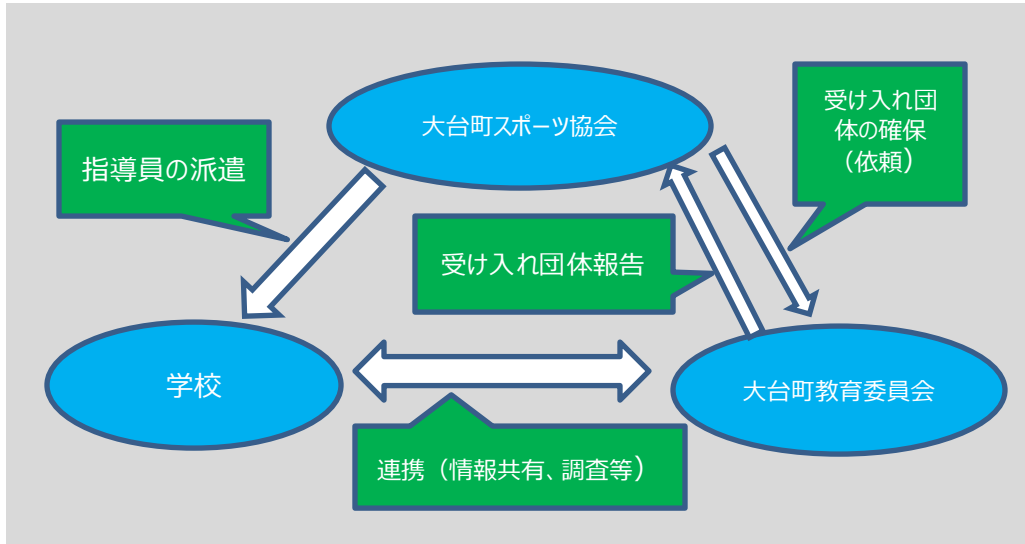 大台町スポーツ協会
受け入れ団
体の確保
(依頼)
指導員の派遣
受け入れ団体報告
学校
大台町教育委員会
連携(情報共有、調査等)